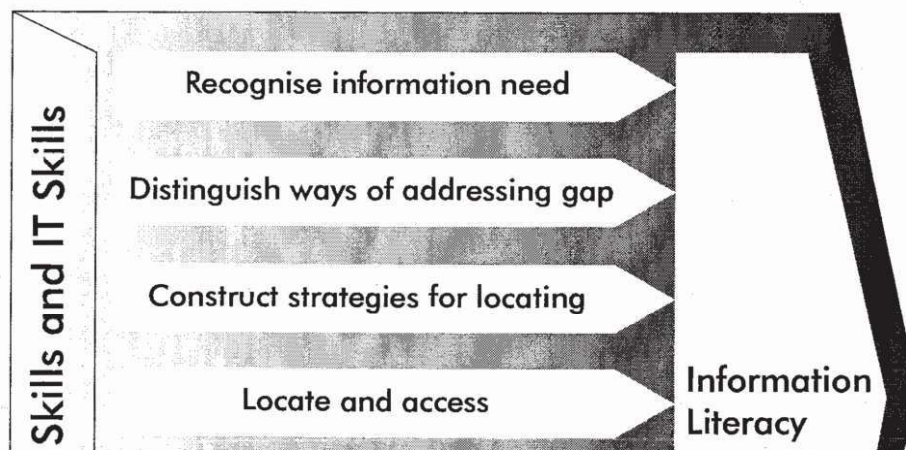 Skills and IT Skills
Recognise information need
Distinguish ways of addressing gap
Construct strategies for locating
Locate and access
Information
Literacy